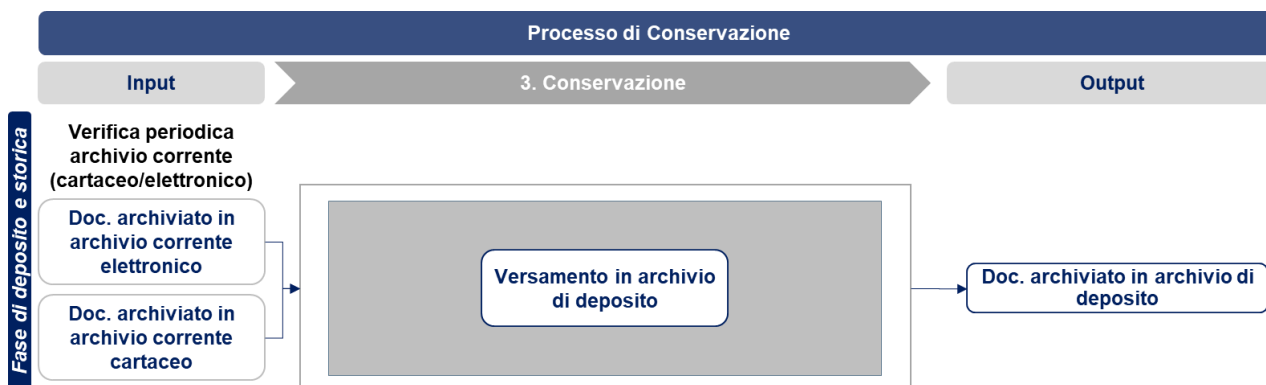 Processo di Conservazione
Input
3. Conservazione
Output
Fase di deposito e storica
Verifica periodica
archivio corrente
(cartaceo/elettronico)
Doc. archiviato in
archivio corrente
elettronico
Doc. archiviato in
archivio corrente
cartaceo
Versamento in archivio
di deposito
Doc. archiviato in archivio di
deposito